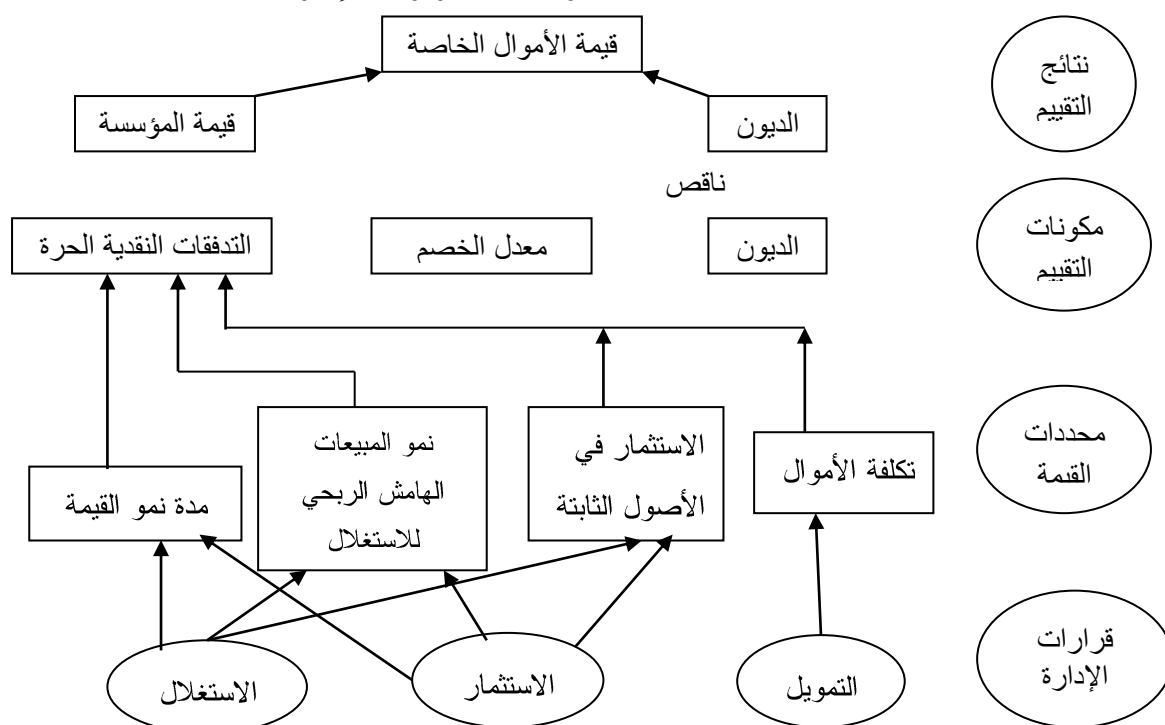 قيمة الأموال الخاصة
نتائج
التقييم
قيمة المؤسسة
الديون
ناقص
مكونات
التقييم
التدفقات النقدية الحرة
معدل الخصم
الديون
محددات
القيمة
نمو المبيعات
الهامش الربحي
للاستغلال
الاستثمار في
الأصول الثابتة
تكلفة الأموال
مدة نمو القيمة
قرارات
الإدارة
الاستغلال
الاستثمار
التمويل